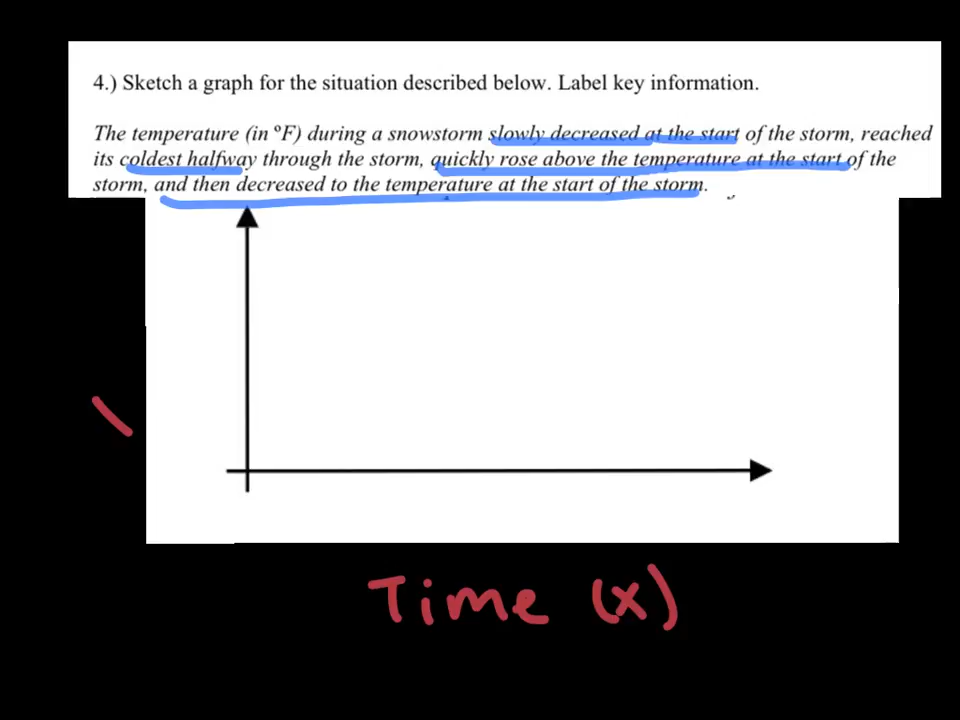 4.) Sketch a graph for the situation described below. Label key information.
The temperature (in °F) during a snowstorm slowly decreased at the start of the storm, reached
its coldest halfway through the storm, quickly rose above the temperature at the start of the
storm, and then decreased to the temperature at the start of the storm.
Time (x)